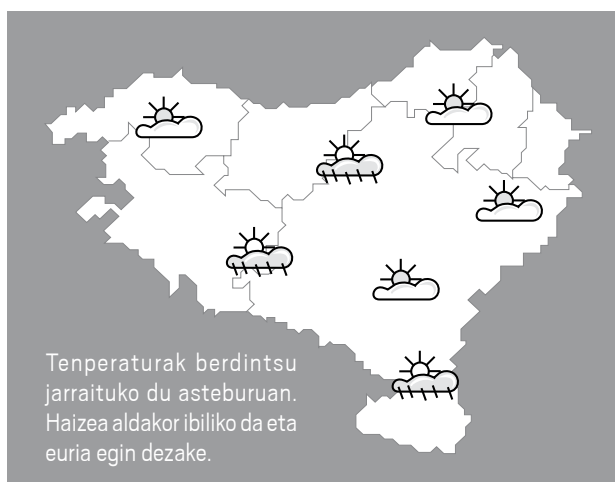 Tenperaturak berdintsu
jarraituko du asteburuan.
Haizea aldakor ibiliko da eta
euria egin dezake.